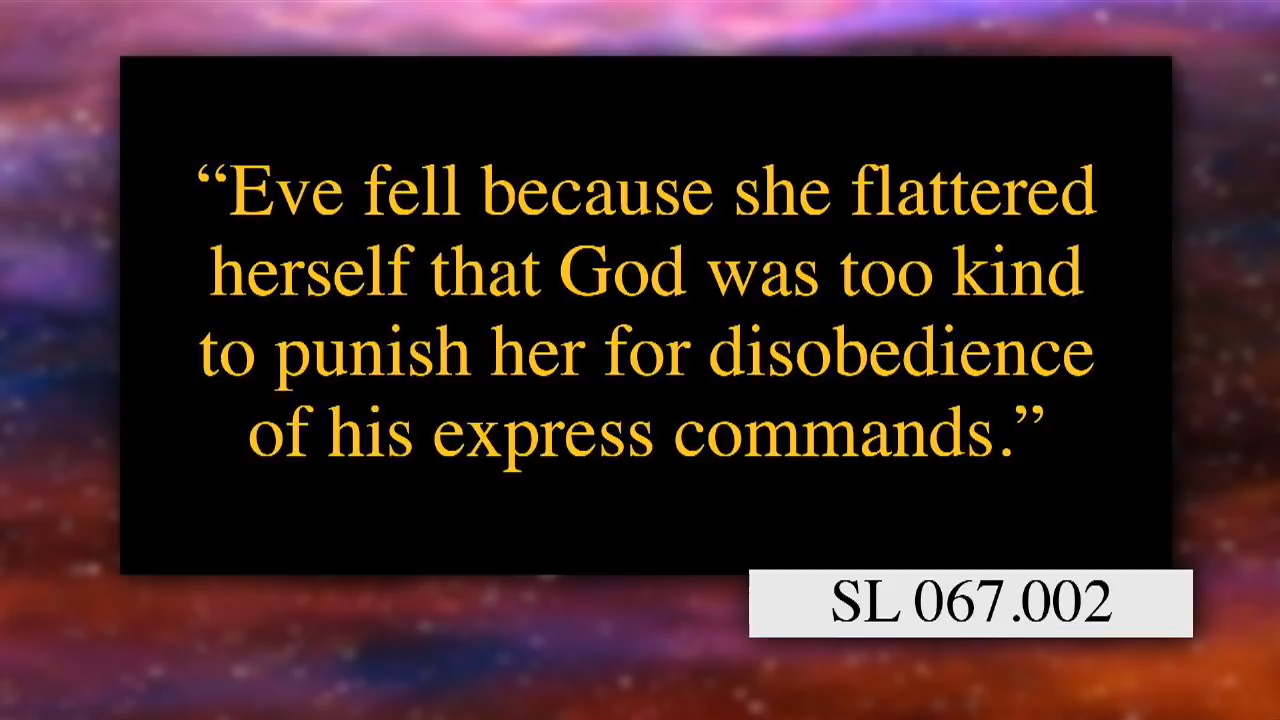 “Eve fell because she flattered
herself that God was too kind
to punish her for disobedience
of his express commands.”
SL 067.002